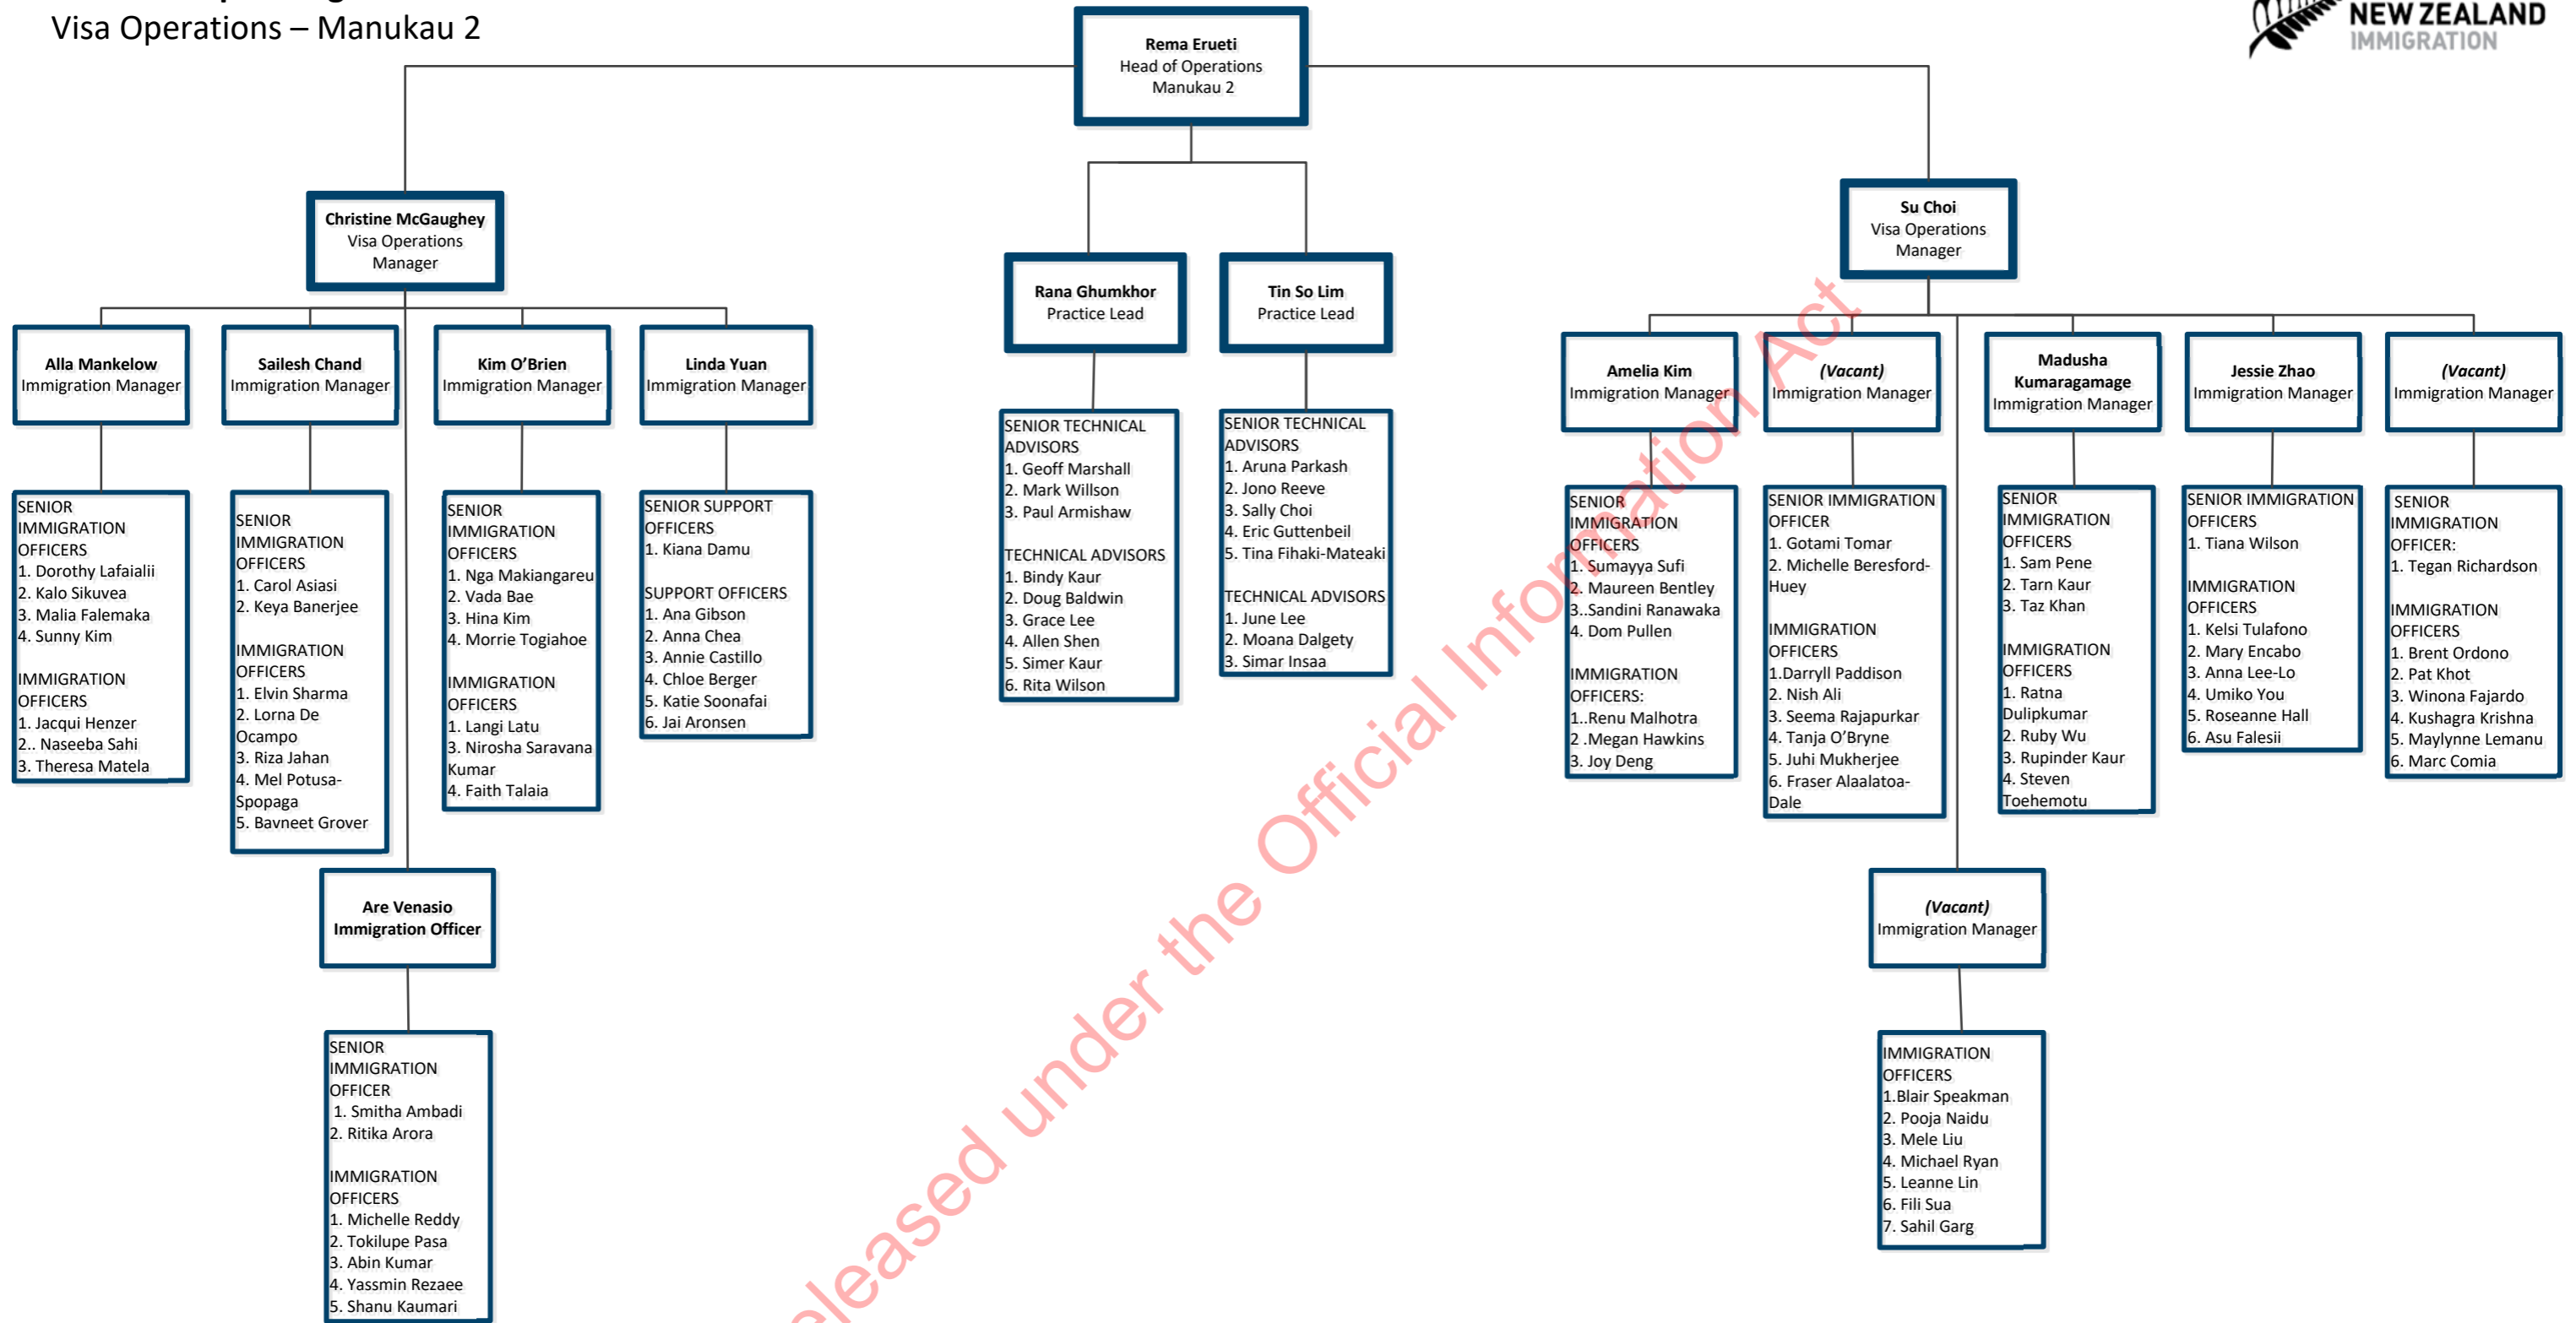 Visa Operations – Manukau 2
NEW ZEALAND
IMMIGRATION
Rema Erueti
Head of Operations
Manukau 2
Christine McGaughey
Visa Operations
Manager
Su Choi
Visa Operations
Manager
Rana Ghumkhor
Practice Lead
Tin So Lim
Practice Lead
Alla Mankelow
Immigration Manager
Sailesh Chand
Immigration Manager
Kim O’Brien
Immigration Manager
Linda Yuan
Immigration Manager
Amelia Kim
Immigration Manager
(Vacant)
Immigration Manager
Madusha
Kumaragamage
Immigration Manager
Jessie Zhao
Immigration Manager
(Vacant)
Immigration Manager
SENIOR
IMMIGRATION
OFFICERS
1. Dorothy Lafaialii
2. Kalo Sikuvea
3. Malia Falemaka
4. Sunny Kim
IMMIGRATION
OFFICERS
1. Jacqui Henzer
2.. Naseeba Sahi
3. Theresa Matela
SENIOR
IMMIGRATION
OFFICERS
1. Carol Asiasi
2. Keya Banerjee
IMMIGRATION
OFFICERS
1. Elvin Sharma
2. Lorna De
Ocampo
3. Riza Jahan
4. Mel Potusa-
Spopaga
5. Bavneet Grover
SENIOR
IMMIGRATION
OFFICERS
1. Nga Makiangareu
2. Vada Bae
3. Hina Kim
4. Morrie Togiahoe
IMMIGRATION
OFFICERS
1. Langi Latu
3. Nirosha Saravana
Kumar
4. Faith Talaia
SENIOR SUPPORT
OFFICERS
1. Kiana Damu
SUPPORT OFFICERS
1. Ana Gibson
2. Anna Chea
3. Annie Castillo
4. Chloe Berger
5. Katie Soonafai
6. Jai Aronsen
SENIOR TECHNICAL
ADVISORS
1. Geoff Marshall
2. Mark Willson
3. Paul Armishaw
TECHNICAL ADVISORS
1. Bindy Kaur
2. Doug Baldwin
3. Grace Lee
4. Allen Shen
5. Simer Kaur
6. Rita Wilson
SENIOR TECHNICAL
ADVISORS
1. Aruna Parkash
2. Jono Reeve
3. Sally Choi
4. Eric Guttenbeil
5. Tina Fihaki-Mateaki
TECHNICAL ADVISORS
1. June Lee
2. Moana Dalgety
3. Simar Insaa
SENIOR
IMMIGRATION
OFFICERS
1. Sumayya Sufi
2. Maureen Bentley
3..Sandini Ranawaka
4. Dom Pullen
IMMIGRATION
OFFICERS:
1..Renu Malhotra
2 .Megan Hawkins
3. Joy Deng
SENIOR IMMIGRATION
OFFICER
1. Gotami Tomar
2. Michelle Beresford-
Huey
IMMIGRATION
OFFICERS
1.Darryll Paddison
2. Nish Ali
3. Seema Rajapurkar
4. Tanja O’Bryne
5. Juhi Mukherjee
6. Fraser Alaalatoa-
Dale
SENIOR
IMMIGRATION
OFFICERS
1. Sam Pene
2. Tarn Kaur
3. Taz Khan
IMMIGRATION
OFFICERS
1. Ratna
Dulipkumar
2. Ruby Wu
3. Rupinder Kaur
4. Steven
Toehemotu
SENIOR IMMIGRATION
OFFICERS
1. Tiana Wilson
IMMIGRATION
OFFICERS
1. Kelsi Tulafono
2. Mary Encabo
3. Anna Lee-Lo
4. Umiko You
5. Roseanne Hall
6. Asu Falesii
SENIOR
IMMIGRATION
OFFICER:
1. Tegan Richardson
IMMIGRATION
OFFICERS
1. Brent Ordono
2. Pat Khot
3. Winona Fajardo
4. Kushagra Krishna
5. Maylynne Lemanu
6. Marc Comia
Are Venasio
Immigration Officer
(Vacant)
Immigration Manager
SENIOR
IMMIGRATION
OFFICER
1. Smitha Ambadi
2. Ritika Arora
IMMIGRATION
OFFICERS
1. Michelle Reddy
2. Tokilupe Pasa
3. Abin Kumar
4. Yassmin Rezaee
5. Shanu Kaumari
IMMIGRATION
OFFICERS
1.Blair Speakman
2. Pooja Naidu
3. Mele Liu
4. Michael Ryan
5. Leanne Lin
6. Fili Sua
7. Sahil Garg
eleased under the Official Information Act